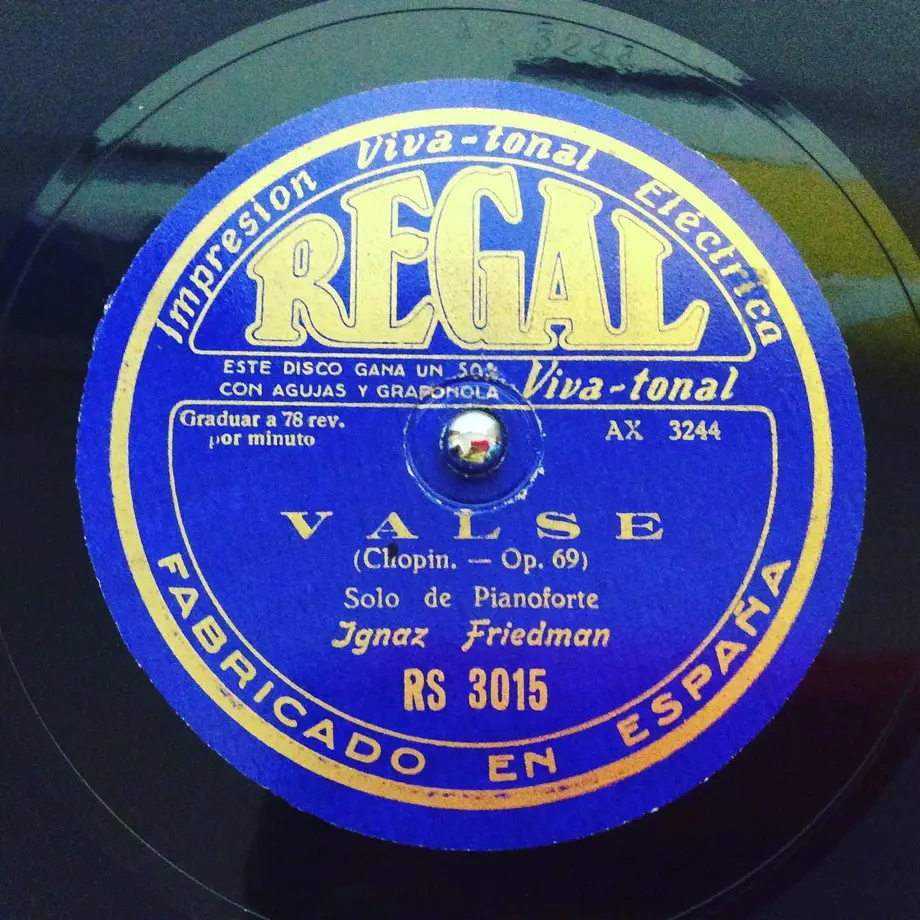 Impresion Viva-tonal Eléctrica
REGAL
ESTE DISCO GANA UN 50%
CON AGUJAS Y GRAFONOLA Viva-tonal
Graduar a 78 rev.
por minuto
AX 3244
VALSE
(Chopin. — Op. 69)
Solo de Pianoforte
Ignaz Friedman
RS 3015
FABRICADO EN ESPAÑA